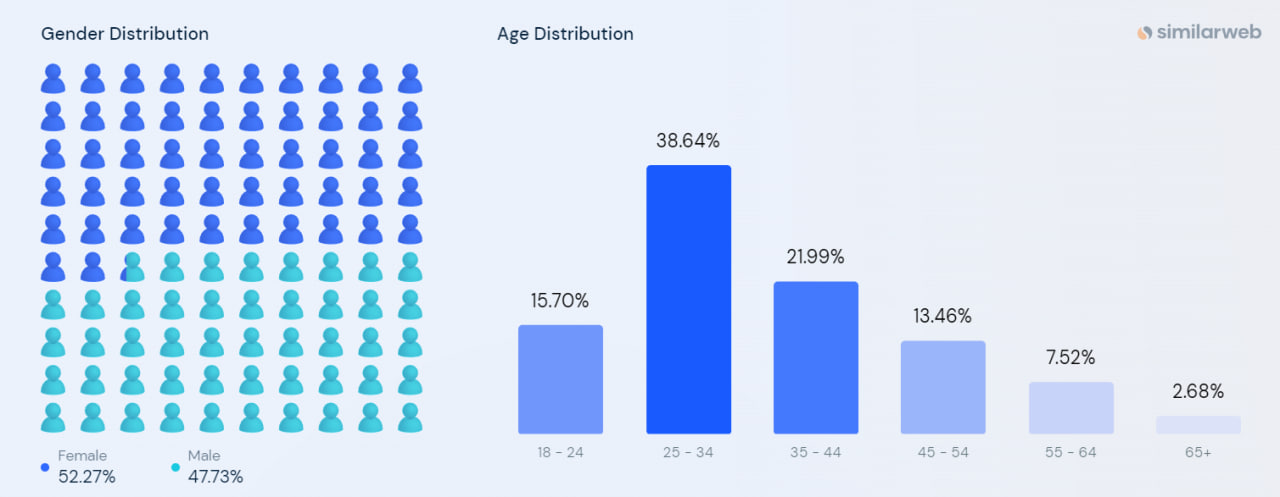 Gender Distribution
Female
52.27%
Male
47.73%
Age Distribution
similarweb
38.64%
21.99%
15.70%
13.46%
7.52%
2.68%
18 - 24
25 - 34
35 - 44
45 - 54
55 - 64
65+